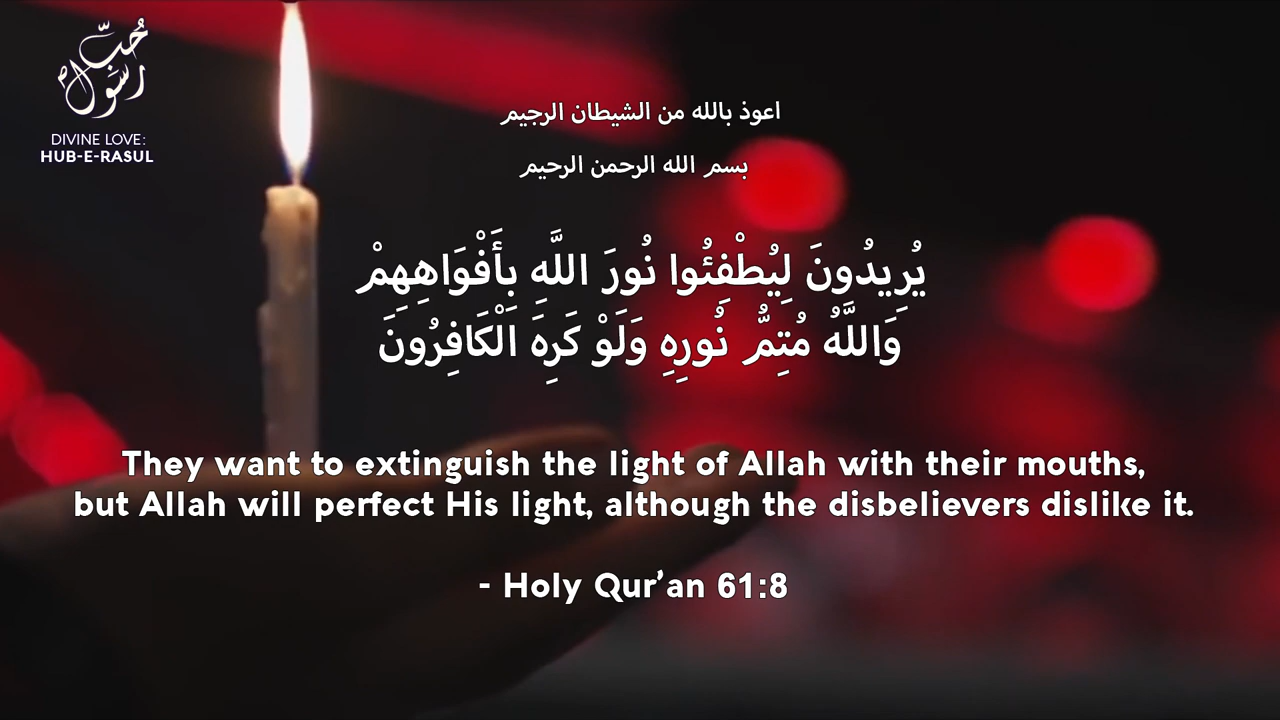 حُبِّ
رَسُوْل
DIVINE LOVE:
HUB-E-RASUL
اعوذ بالله من الشيطان الرجيم
بسم الله الرحمن الرحيم
يُرِيدُونَ لِيُطْفِئُوا نُورَ اللَّهِ بِأَفْوَاهِهِمْ
وَاللَّهُ مُتِمُّ نُورِهِ وَلَوْ كَرِهَ الْكَافِرُونَ
They want to extinguish the light of Allah with their mouths,
but Allah will perfect His light, although the disbelievers dislike it.
- Holy Qur'an 61:8